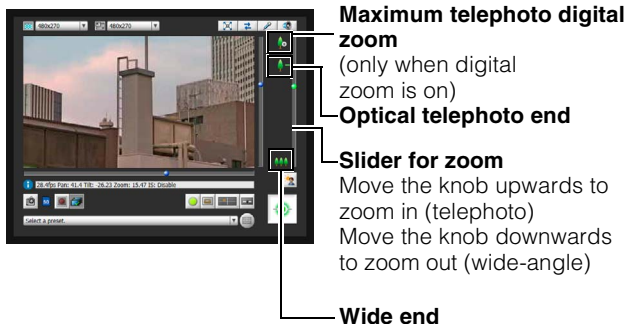 480x270
480x270
Maximum telephoto digital
zoom
(only when digital
zoom is on)
Optical telephoto end
Slider for zoom
Move the knob upwards to
zoom in (telephoto)
Move the knob downwards
to zoom out (wide-angle)
Wide end
28.4fps Pan: 41.4 Tilt: -26.23 Zoom: 15.47 IS: Disable
Select a preset.